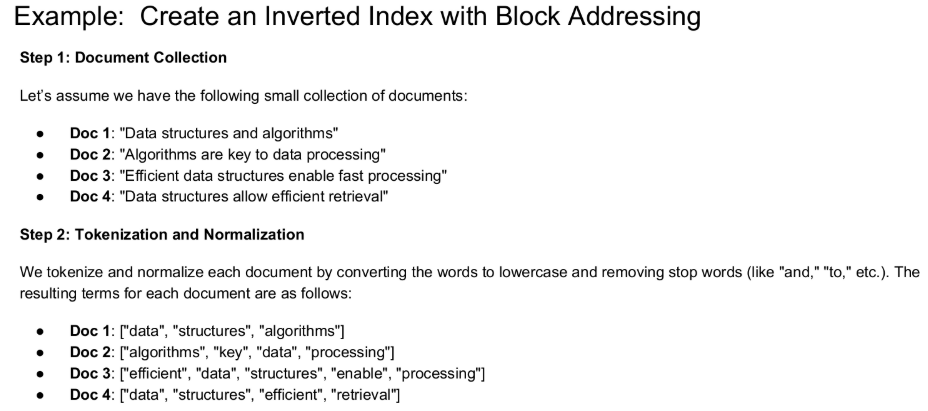 Example: Create an Inverted Index with Block Addressing
Step 1: Document Collection
Let's assume we have the following small collection of documents:
● Doc 1: "Data structures and algorithms"
● Doc 2: "Algorithms are key to data processing"
● Doc 3: "Efficient data structures enable fast processing"
● Doc 4: "Data structures allow efficient retrieval"
Step 2: Tokenization and Normalization
We tokenize and normalize each document by converting the words to lowercase and removing stop words (like "and," "to," etc.). The
resulting terms for each document are as follows:
● Doc 1: ["data", "structures", "algorithms"]
● Doc 2: ["algorithms", "key", "data", "processing"]
● Doc 3: ["efficient", "data", "structures", "enable", "processing"]
● Doc 4: ["data", "structures", "efficient", "retrieval"]